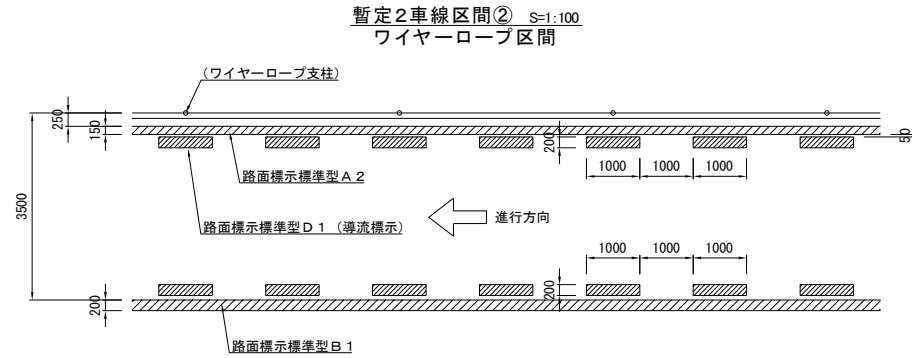 暫定2車線区間② S=1:100
ワイヤーロープ区間
(ワイヤーロープ支柱)
250
150
200
50
1000 1000 1000
路面標示標準型A2
3500
路面標示標準型D1 (導流標示)
進行方向
1000 1000 1000
200
200
路面標示標準型B1